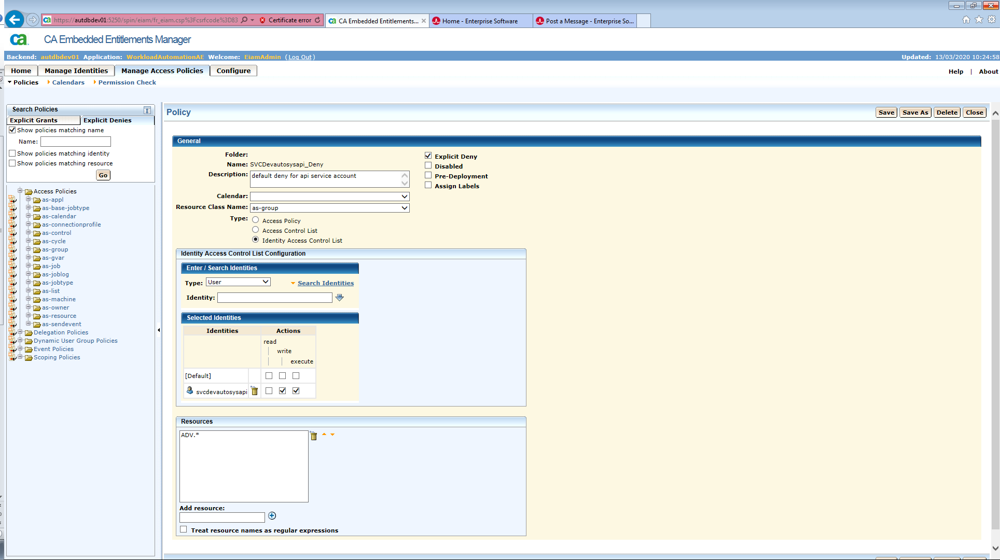 https://autdbdev01:5250/spin/eiam/fr_eiam.csp%3Fcsrfcode%3D83
Certificate error
CA Embedded Entitlements...
Home - Enterprise Software
Post a Message - Enterprise So...
ca
CA Embedded Entitlements Manager
Backend: autdbdev01 Application: WorkloadAutomationAE Welcome: EiamAdmin (Log Out)
Updated: 13/03/2020 10:24:58
Home
Manage Identities
Manage Access Policies
Configure
Help | About
Policies
Calendars
Permission Check
Search Policies
Explicit Grants
Explicit Denies
Show policies matching name
Name:
Show policies matching identity
Show policies matching resource
Go
Access Policies
as-appl
as-base-jobtype
as-calendar
as-connectionprofile
as-control
as-cycle
as-group
as-gvar
as-job
as-joblog
as-jobtype
as-list
as-machine
as-owner
as-resource
as-sendevent
Delegation Policies
Dynamic User Group Policies
Event Policies
Scoping Policies
Policy
Save
Save As
Delete
Close
General
Folder:
Name: SVCDevautosysapi_Deny
Description: default deny for api service account
Calendar:
Resource Class Name: as-group
Type: Access Policy
Access Control List
Identity Access Control List
Explicit Deny
Disabled
Pre-Deployment
Assign Labels
Identity Access Control List Configuration
Enter / Search Identities
Type: User
Search Identities
Identity:
Selected Identities
Identities
Actions
read
write
execute
[Default]
svcdevautosysapi
Resources
ADV.*
Add resource:
Treat resource names as regular expressions